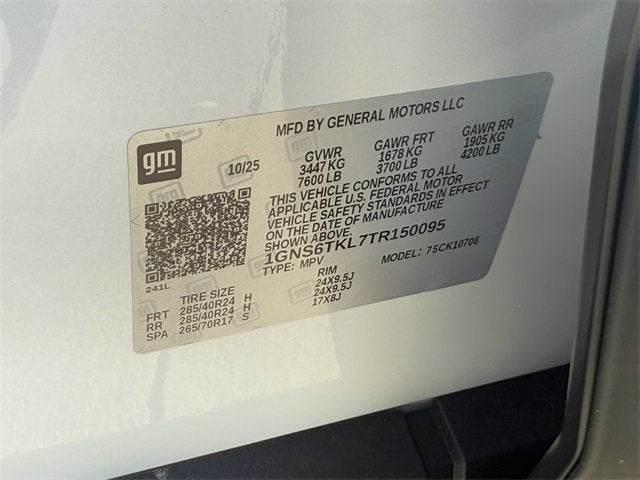 MFD BY GENERAL MOTORS LLC
gm
10/25
GVWR GAWR FRT GAWR RR
3447 KG 1678 KG 1905 KG
7600 LB 3700 LB 4200 LB
THIS VEHICLE CONFORMS TO ALL
APPLICABLE U.S. FEDERAL MOTOR
VEHICLE SAFETY STANDARDS IN EFFECT
ON THE DATE OF MANUFACTURE
SHOWN ABOVE.
1GNS6TKL7TR150095
TYPE: MPV MODEL: 75CK10706
241L
TIRE SIZE RIM
FRT 285/40R24 H 24X9.5J
RR 285/40R24 H 24X9.5J
SPA 265/70R17 S 17X8J